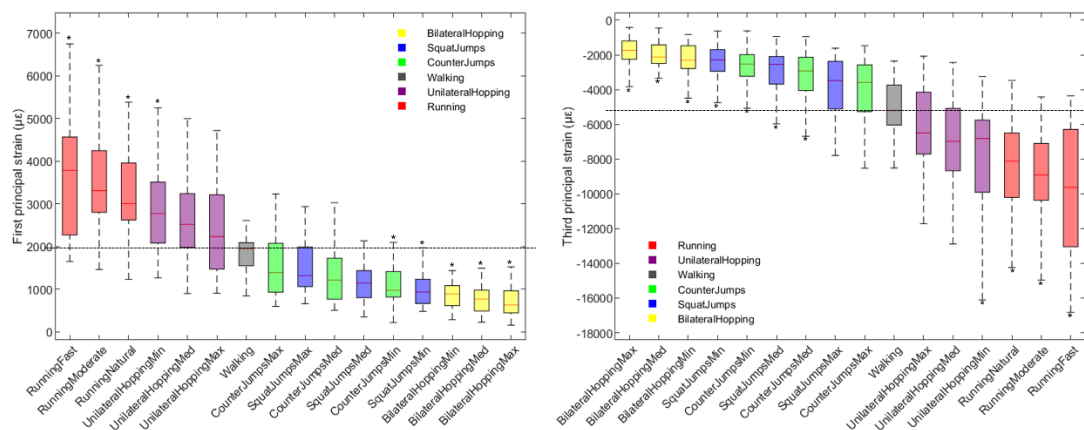 First principal strain (με)
7000
6000
5000
4000
3000
2000
1000
0
*
*
*
*
*
*
*
*
*
BilateralHopping
SquatJumps
CounterJumps
Walking
UnilateralHopping
Running
RunningFast
RunningModerate
RunningNatural
UnilateralHoppingMin
UnilateralHoppingMed
UnilateralHoppingMax
Walking
CounterJumpsMax
SquatJumpsMax
CounterJumpsMed
SquatJumpsMed
CounterJumpsMin
SquatJumpsMin
BilateralHoppingMin
BilateralHoppingMed
BilateralHoppingMax
Third principal strain (με)
0
-2000
-4000
-6000
-8000
-10000
-12000
-14000
-16000
-18000
*
*
*
*
*
*
*
*
*
*
*
Running
UnilateralHopping
Walking
CounterJumps
SquatJumps
BilateralHopping
BilateralHoppingMax
BilateralHoppingMed
BilateralHoppingMin
SquatJumpsMin
CounterJumpsMin
SquatJumpsMed
CounterJumpsMed
SquatJumpsMax
CounterJumpsMax
Walking
UnilateralHoppingMax
UnilateralHoppingMed
UnilateralHoppingMin
RunningNatural
RunningModerate
RunningFast